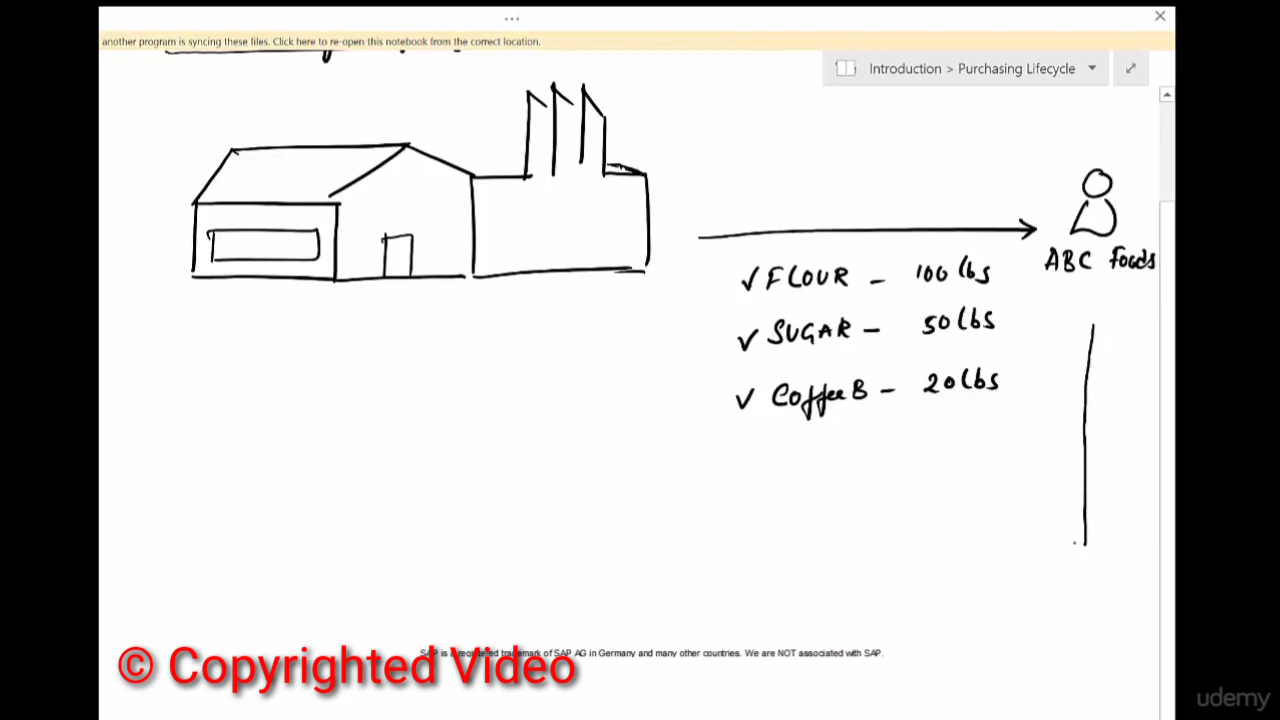 ...
another program is syncing these files. Click here to re-open this notebook from the correct location.
Introduction > Purchasing Lifecycle
ABC foods
✓ FLOUR - 100 lbs
✓ SUGAR - 50 lbs
✓ Coffee B - 20 lbs
SAP is a registered trademark of SAP AG in Germany and many other countries. We are NOT associated with SAP.
© Copyrighted Video
udemy